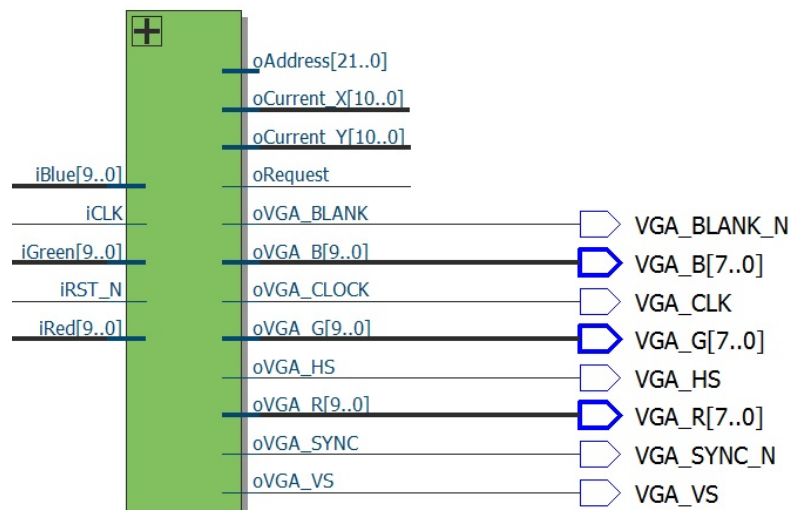 oAddress[21..0]
oCurrent_X[10..0]
oCurrent_Y[10..0]
iBlue[9..0] oRequest
iCLK oVGA_BLANK VGA_BLANK_N
iGreen[9..0] oVGA_B[9..0] VGA_B[7..0]
iRST_N oVGA_CLOCK VGA_CLK
iRed[9..0] oVGA_G[9..0] VGA_G[7..0]
oVGA_HS VGA_HS
oVGA_R[9..0] VGA_R[7..0]
oVGA_SYNC VGA_SYNC_N
oVGA_VS VGA_VS